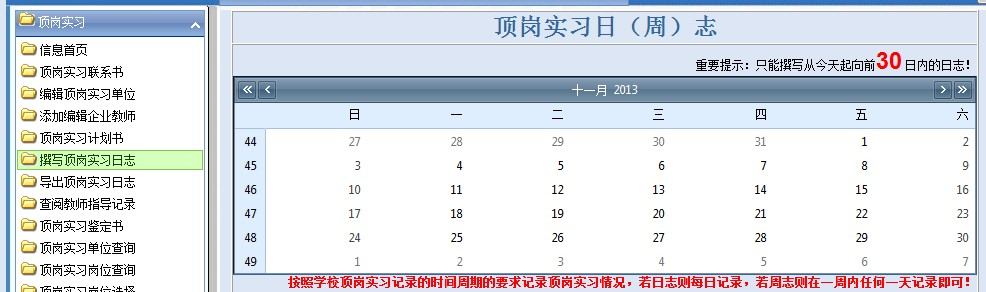 顶岗实习
信息首页
顶岗实习联系书
编辑顶岗实习单位
添加编辑企业教师
顶岗实习计划书
撰写顶岗实习日志
导出顶岗实习日志
查阅教师指导记录
顶岗实习鉴定书
顶岗实习单位查询
顶岗实习岗位查询
顶岗实习岗位选择
顶岗实习日（周）志
重要提示：只能撰写从今天起向前30日内的日志！
« ‹ 十一月 2013 › »
日 一 二 三 四 五 六
44 27 28 29 30 31 1 2
45 3 4 5 6 7 8 9
46 10 11 12 13 14 15 16
47 17 18 19 20 21 22 23
48 24 25 26 27 28 29 30
49 1 2 3 4 5 6 7
按照学校顶岗实习记录的时间周期的要求记录顶岗实习情况，若日志则每日记录，若周志则在一周内任何一天记录即可！